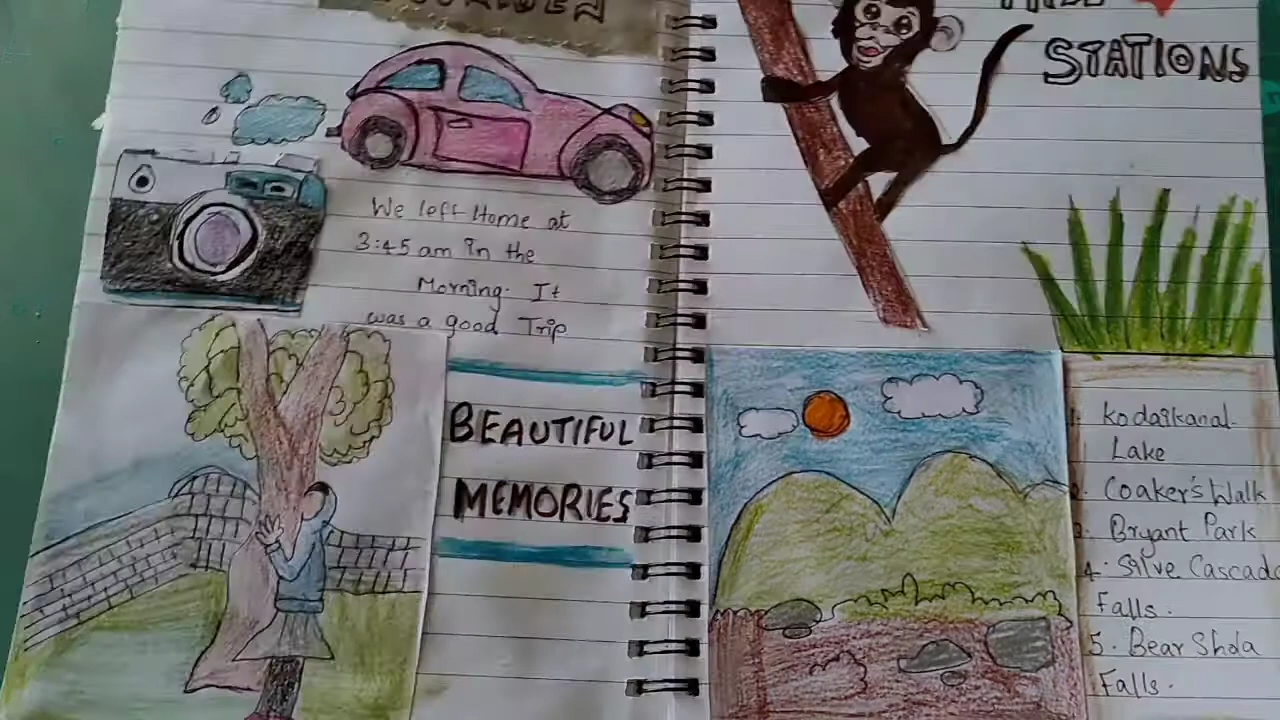 We left Home at
3:45 am in the
Morning. It
was a good Trip
BEAUTIFUL
MEMORIES
STATIONS
1. Kodaikanal
Lake
2. Coaker's Walk
3. Bryant Park
4. Silve Cascade
Falls.
5. Bear Shola
Falls.